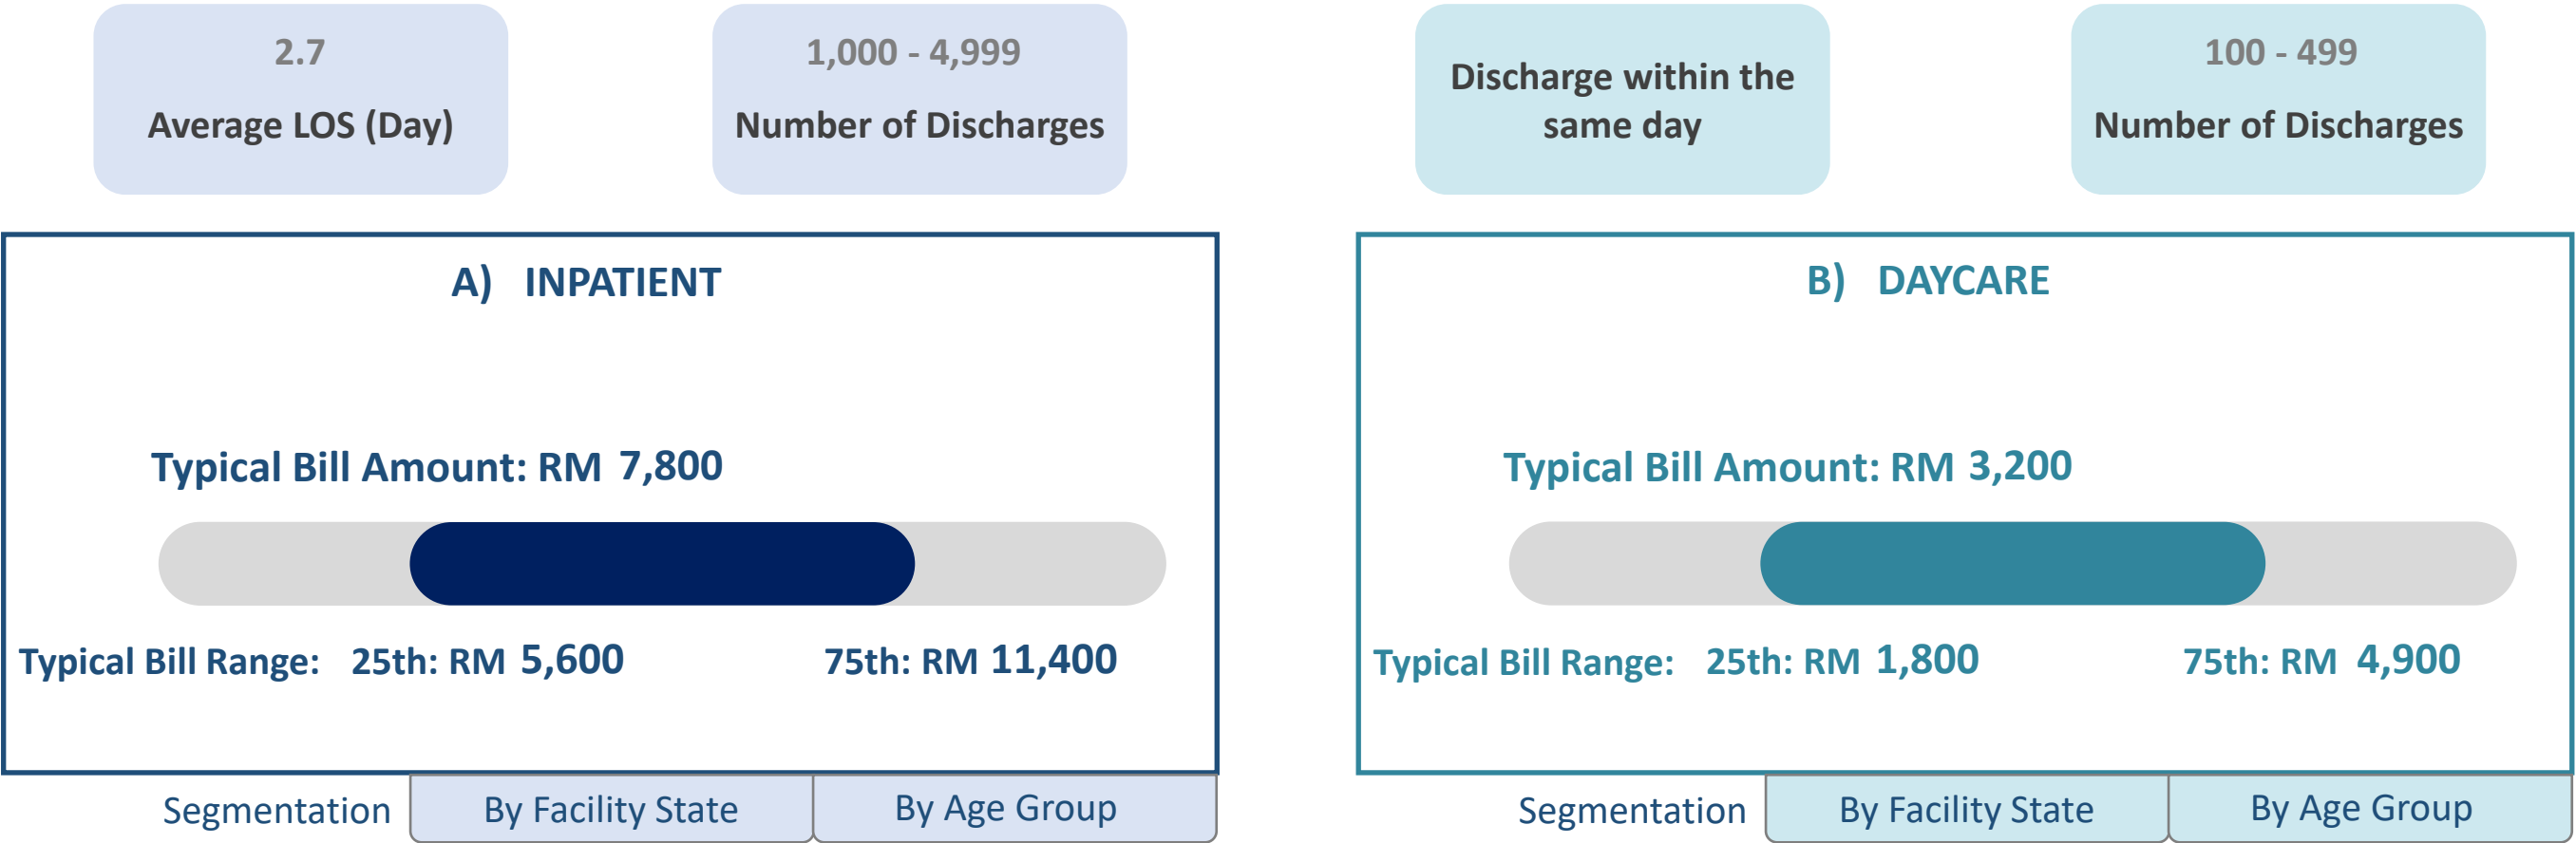 2.7
Average LOS (Day)
1,000 - 4,999
Number of Discharges
Discharge within the
same day
100 - 499
Number of Discharges
A) INPATIENT
Typical Bill Amount: RM 7,800
Typical Bill Range: 25th: RM 5,600 75th: RM 11,400
Segmentation By Facility State By Age Group
B) DAYCARE
Typical Bill Amount: RM 3,200
Typical Bill Range: 25th: RM 1,800 75th: RM 4,900
Segmentation By Facility State By Age Group